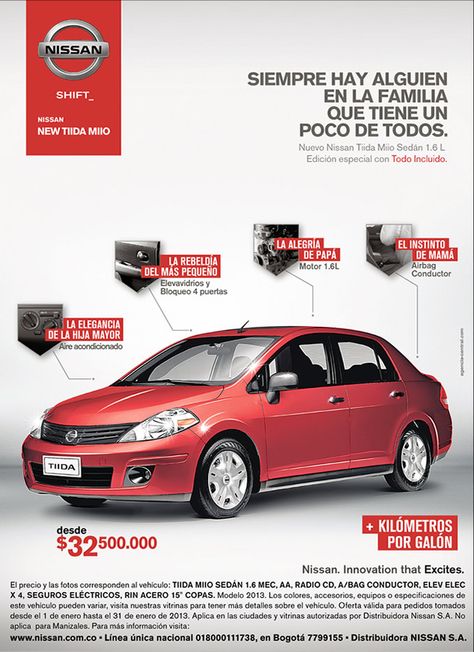 NISSAN
SHIFT_
NISSAN
NEW TIIDA MIIO
SIEMPRE HAY ALGUIEN
EN LA FAMILIA
QUE TIENE UN
POCO DE TODOS.
Nuevo Nissan Tiida Miio Sedán 1.6 L
Edición especial con Todo Incluido.
LA ALEGRÍA
DE PAPÁ
Motor 1.6L
EL INSTINTO
DE MAMÁ
Airbag
Conductor
LA REBELDÍA
DEL MÁS PEQUEÑO
Elevavidrios y
Bloqueo 4 puertas
LA ELEGANCIA
DE LA HIJA MAYOR
Aire acondicionado
agencia-central.com
TIIDA
desde
$32500.000
+ KILÓMETROS
POR GALÓN
Nissan. Innovation that Excites.
El precio y las fotos corresponden al vehículo: TIIDA MIIO SEDÁN 1.6 MEC, AA, RADIO CD, A/BAG CONDUCTOR, ELEV ELEC
X 4, SEGUROS ELÉCTRICOS, RIN ACERO 15" COPAS. Modelo 2013. Los colores, accesorios, equipos o especificaciones de
este vehículo pueden variar, visita nuestras vitrinas para tener más detalles sobre el vehículo. Oferta válida para pedidos tomados
desde el 1 de enero hasta el 31 de enero de 2013. Aplica en las ciudades y vitrinas autorizadas por Distribuidora Nissan S.A. No
aplica para Manizales. Para más información visita:
www.nissan.com.co • Línea única nacional 018000111738, en Bogotá 7799155 • Distribuidora NISSAN S.A.